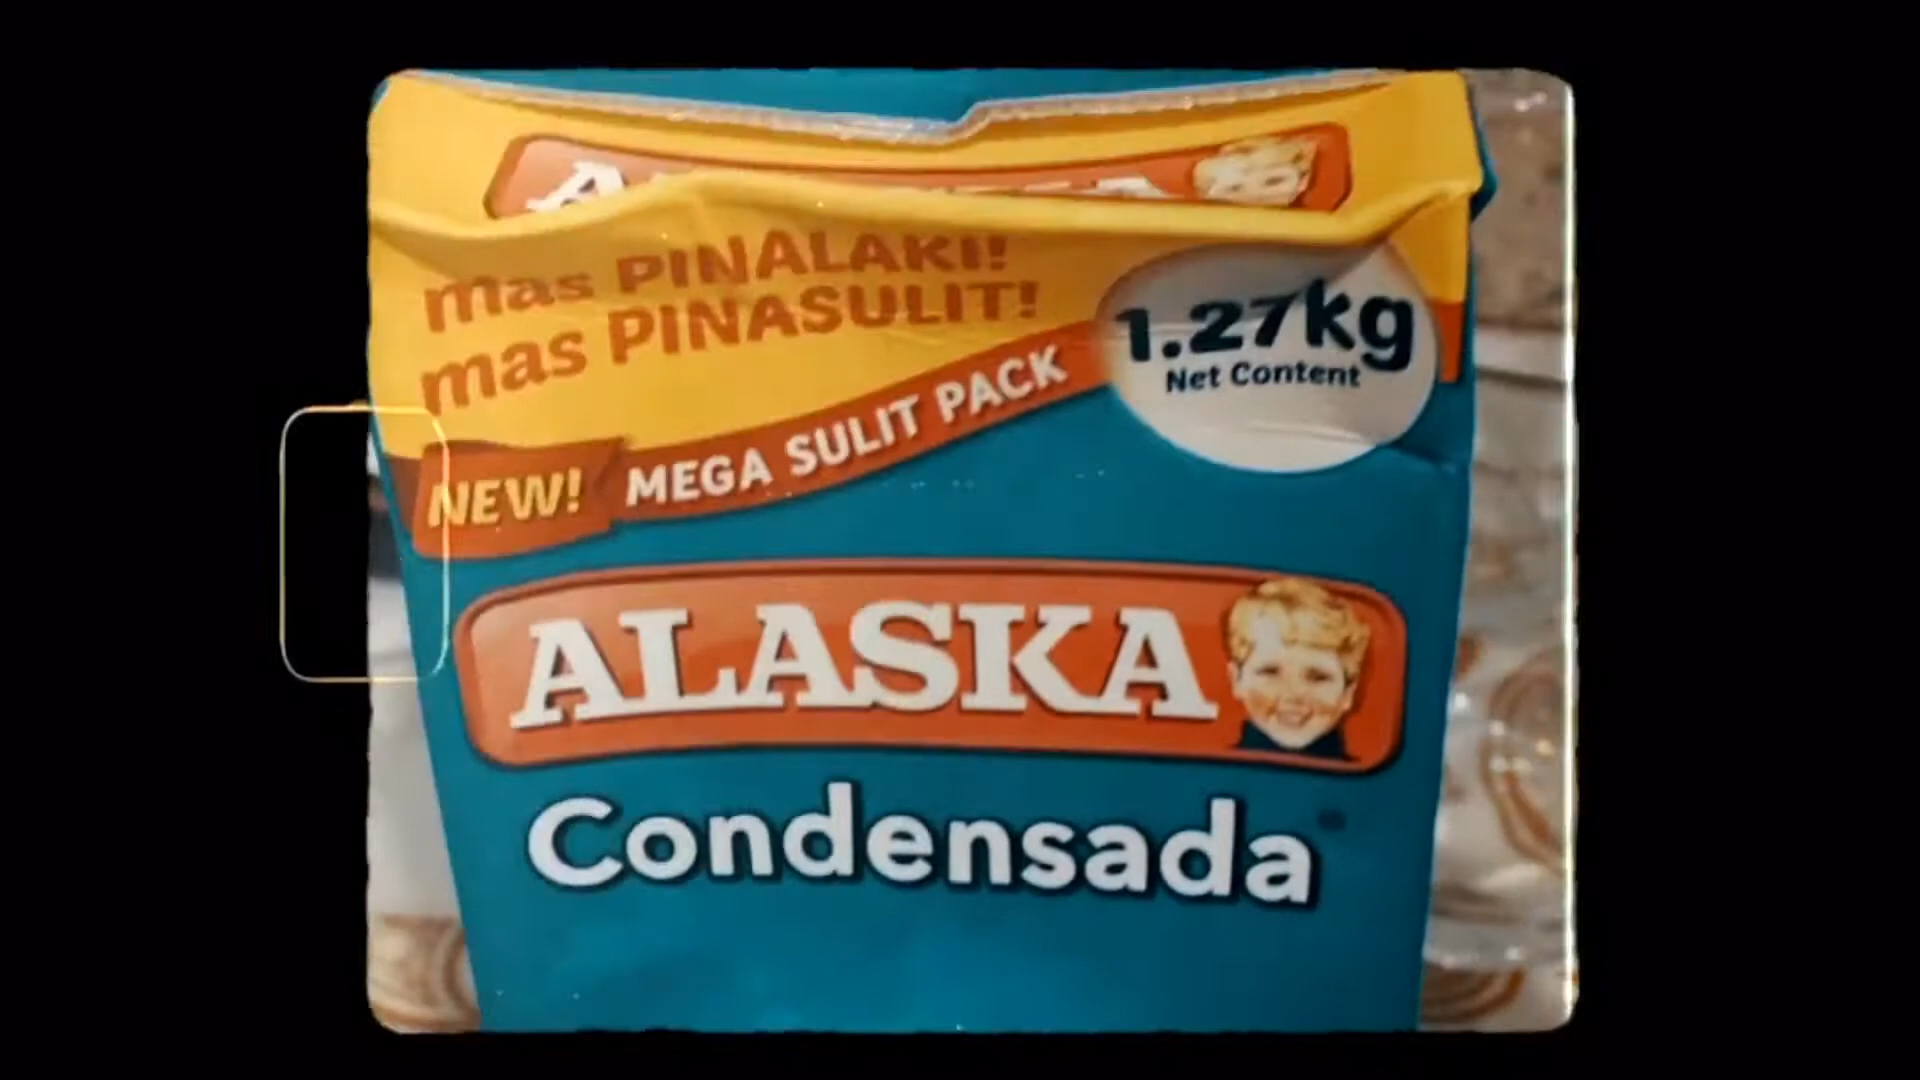 mas PINALAKI!
mas PINASULIT!
1.27kg
Net Content
NEW! MEGA SULIT PACK
ALASKA
Condensada